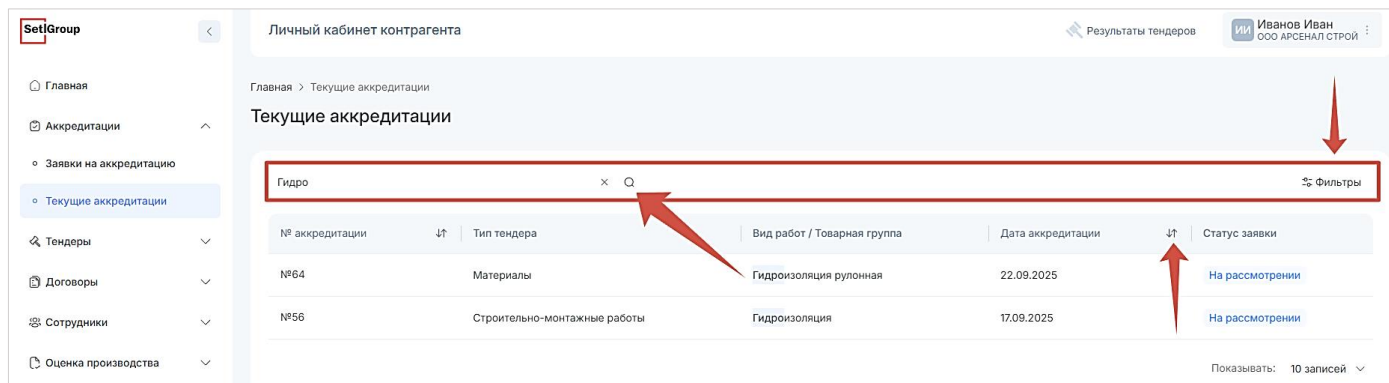 SetlGroup
Личный кабинет контрагента
Результаты тендеров
ИИ
Иванов Иван
ООО АРСЕНАЛ СТРОЙ
Главная
Аккредитации
Заявки на аккредитацию
Текущие аккредитации
Тендеры
Договоры
Сотрудники
Оценка производства
Главная > Текущие аккредитации
Текущие аккредитации
Гидро
Фильтры
№ аккредитации Тип тендера Вид работ / Товарная группа Дата аккредитации Статус заявки
№64 Материалы Гидроизоляция рулонная 22.09.2025 На рассмотрении
№56 Строительно-монтажные работы Гидроизоляция 17.09.2025 На рассмотрении
Показывать: 10 записей